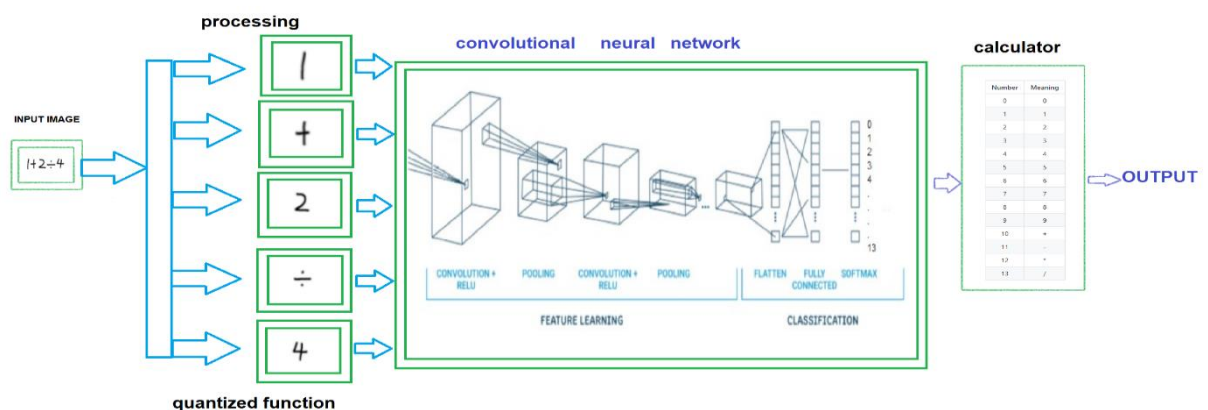 processing
convolutional neural network
calculator
INPUT IMAGE
1+2÷4
1
+
2
÷
4
quantized function
0
1
2
3
4
.
.
.
13
CONVOLUTION + RELU
POOLING
CONVOLUTION + RELU
POOLING
...
FLATTEN
FULLY CONNECTED
SOFTMAX
FEATURE LEARNING
CLASSIFICATION
Number Meaning
0 0
1 1
2 2
3 3
4 4
5 5
6 6
7 7
8 8
9 9
10 +
11 -
12 *
13 /
OUTPUT